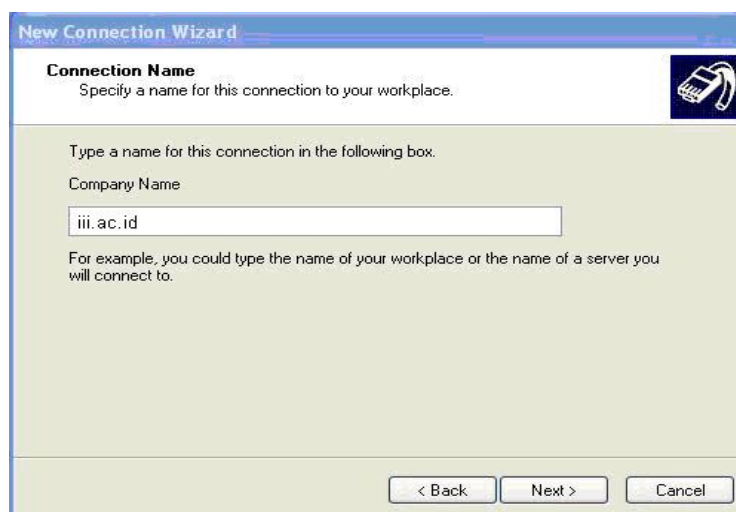 New Connection Wizard
Connection Name
Specify a name for this connection to your workplace.
Type a name for this connection in the following box.
Company Name
iii.ac.id
For example, you could type the name of your workplace or the name of a server you
will connect to.
< Back Next > Cancel